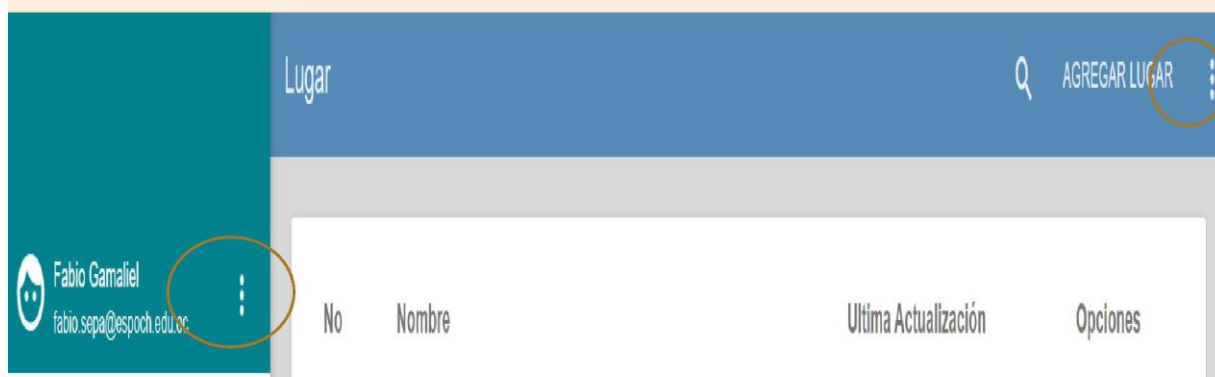 Lugar
AGREGAR LUGAR
Fabio Gamaliel
fabio.sepa@espoch.edu.ec
No Nombre Ultima Actualización Opciones